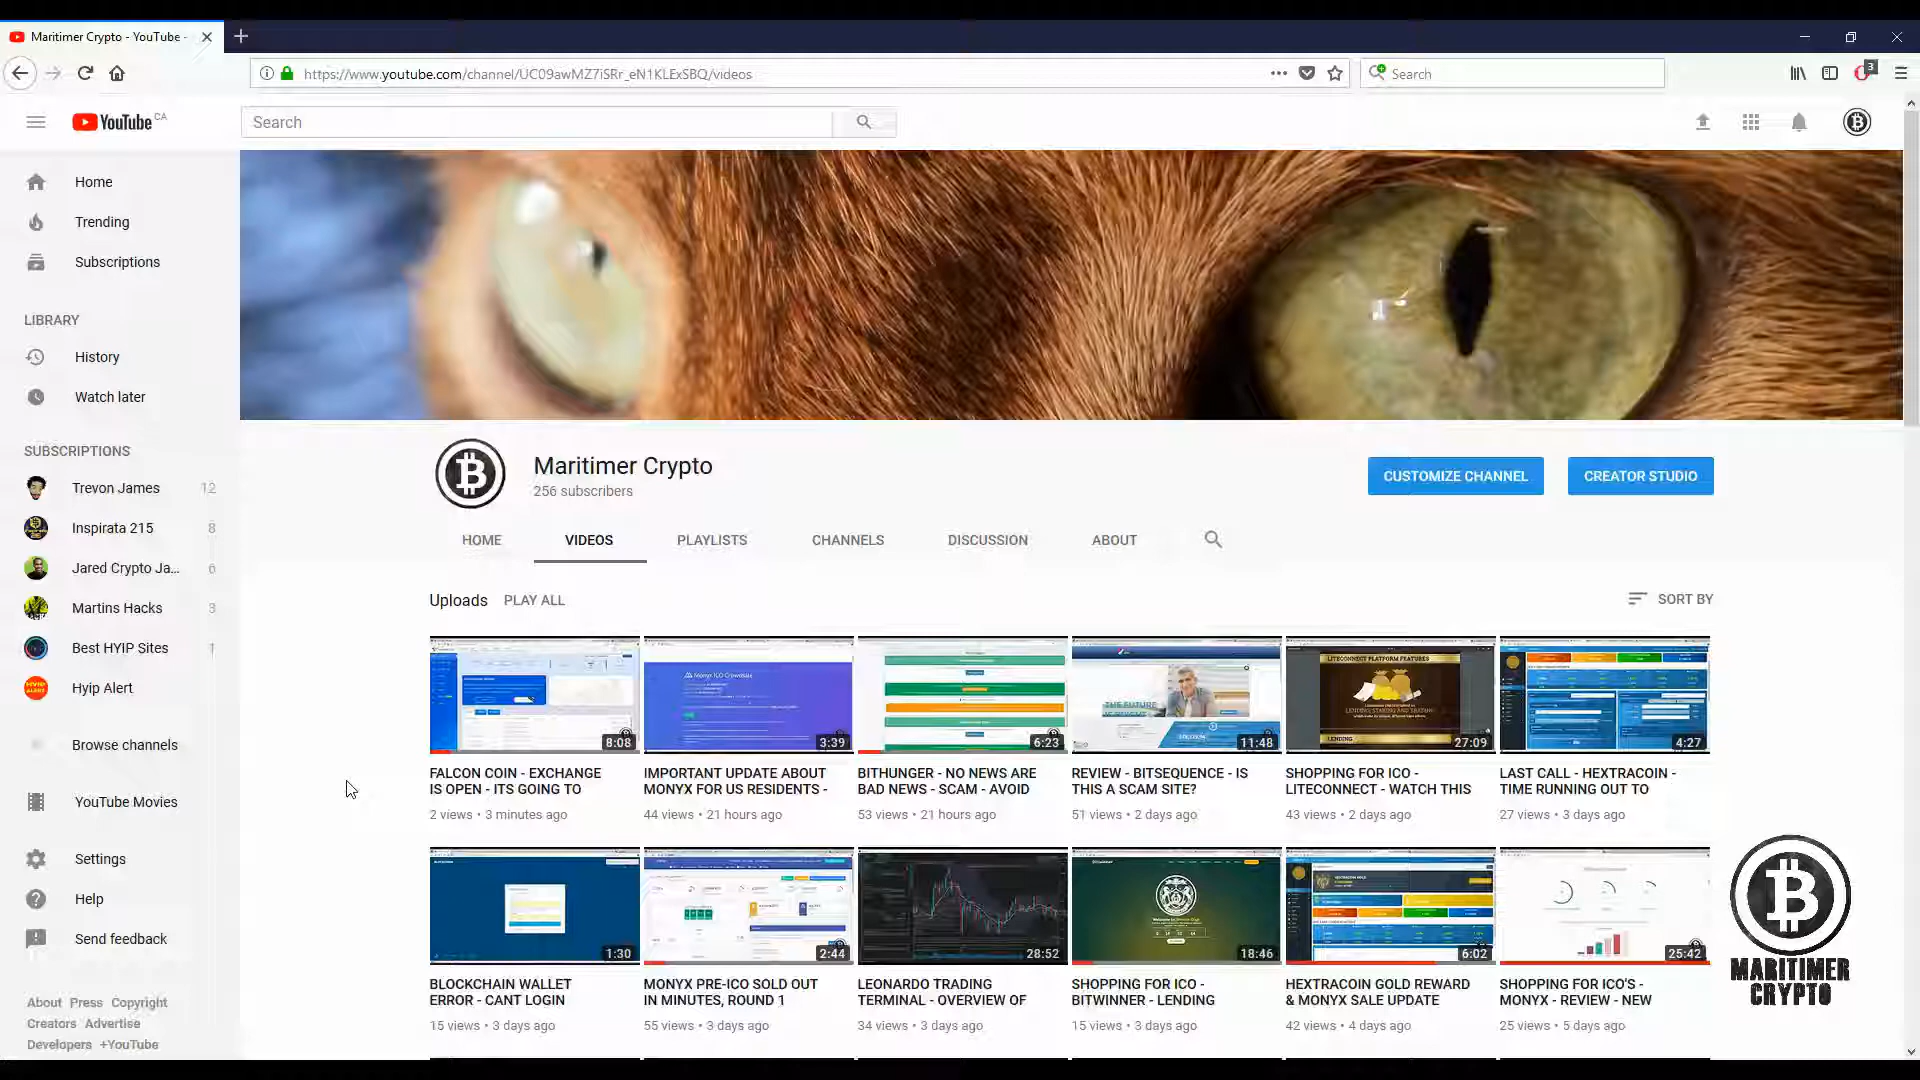 Maritimer Crypto - YouTube -
https://www.youtube.com/channel/UC09awMZ7iSRr_eN1KLExSBQ/videos
Search
3
YouTube CA
Search
Home
Trending
Subscriptions
LIBRARY
History
Watch later
SUBSCRIPTIONS
Trevon James 12
Inspirata 215 8
Jared Crypto Ja... 6
Martins Hacks 3
Best HYIP Sites 1
Hyip Alert
Browse channels
YouTube Movies
Settings
Help
Send feedback
About Press Copyright
Creators Advertise
Developers +YouTube
Maritimer Crypto
256 subscribers
CUSTOMIZE CHANNEL
CREATOR STUDIO
HOME VIDEOS PLAYLISTS CHANNELS DISCUSSION ABOUT
Uploads PLAY ALL
SORT BY
8:08
FALCON COIN - EXCHANGE
IS OPEN - ITS GOING TO
2 views • 3 minutes ago
Monyx ICO Crowdsale
3:39
IMPORTANT UPDATE ABOUT
MONYX FOR US RESIDENTS -
44 views • 21 hours ago
6:23
BITHUNGER - NO NEWS ARE
BAD NEWS - SCAM - AVOID
53 views • 21 hours ago
THE FUTURE
11:48
REVIEW - BITSEQUENCE - IS
THIS A SCAM SITE?
51 views • 2 days ago
LITECONNECT PLATFORM FEATURES
LENDING
27:09
SHOPPING FOR ICO -
LITECONNECT - WATCH THIS
43 views • 2 days ago
4:27
LAST CALL - HEXTRACOIN -
TIME RUNNING OUT TO
27 views • 3 days ago
1:30
BLOCKCHAIN WALLET
ERROR - CANT LOGIN
15 views • 3 days ago
2:44
MONYX PRE-ICO SOLD OUT
IN MINUTES, ROUND 1
55 views • 3 days ago
28:52
LEONARDO TRADING
TERMINAL - OVERVIEW OF
34 views • 3 days ago
18:46
SHOPPING FOR ICO -
BITWINNER - LENDING
15 views • 3 days ago
6:02
HEXTRACOIN GOLD REWARD
& MONYX SALE UPDATE
42 views • 4 days ago
25:42
SHOPPING FOR ICO'S -
MONYX - REVIEW - NEW
25 views • 5 days ago
MARITIMER
CRYPTO